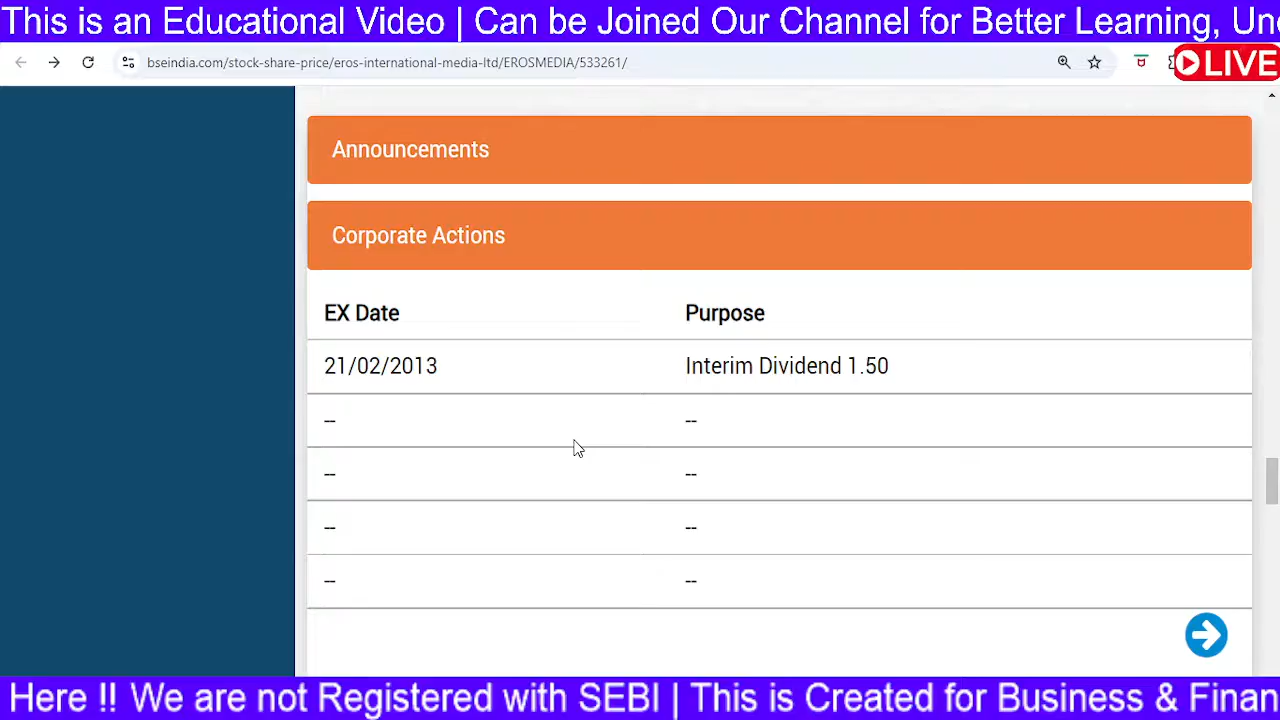 This is an Educational Video | Can be Joined Our Channel for Better Learning,
bseindia.com/stock-share-price/eros-international-media-ltd/EROSMEDIA/533261/
LIVE
Announcements
Corporate Actions
EX Date Purpose
21/02/2013 Interim Dividend 1.50
-- --
-- --
-- --
-- --
Here !! We are not Registered with SEBI | This is Created for Business &